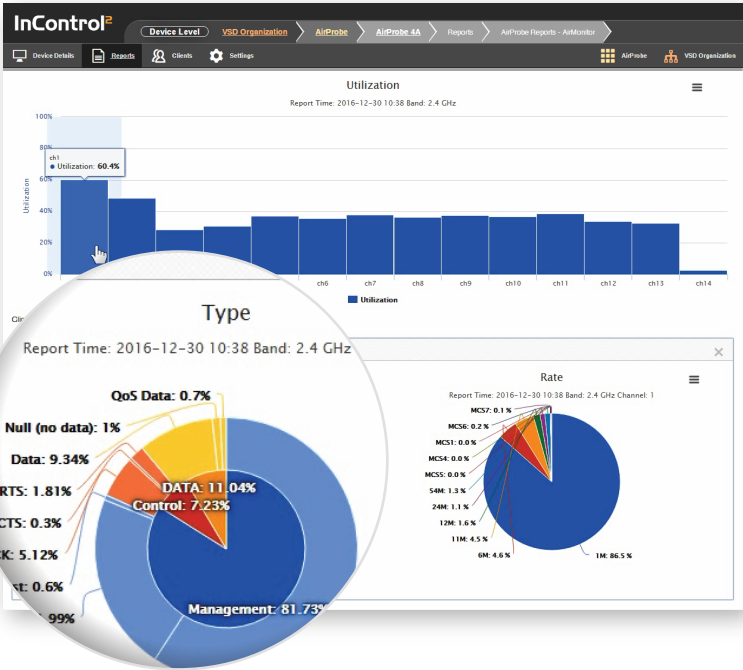 InControl²
Device Level VSD Organization AirProbe AirProbe 4A Reports AirProbe Reports - AirMonitor
Device Details Reports Clients Settings AirProbe VSD Organization
Utilization
Report Time: 2016-12-30 10:38 Band: 2.4 GHz
100%
80%
60%
40%
20%
0%
Utilization
ch1
Utilization: 60.4%
ch6 ch7 ch8 ch9 ch10 ch11 ch12 ch13 ch14
Utilization
Type
Report Time: 2016-12-30 10:38 Band: 2.4 GHz
QoS Data: 0.7%
Null (no data): 1%
Data: 9.34%
RTS: 1.81%
CTS: 0.3%
CK: 5.12%
st: 0.6%
99%
DATA: 11.04%
Control: 7.23%
Management: 81.73%
Rate
Report Time: 2016-12-30 10:38 Band: 2.4 GHz Channel: 1
MCS7: 0.1 %
MCS6: 0.2 %
MCS1: 0.0 %
MCS4: 0.0 %
MCS5: 0.0 %
54M: 1.3 %
24M: 1.1 %
12M: 1.6 %
11M: 4.5 %
6M: 4.6 %
1M: 86.5 %